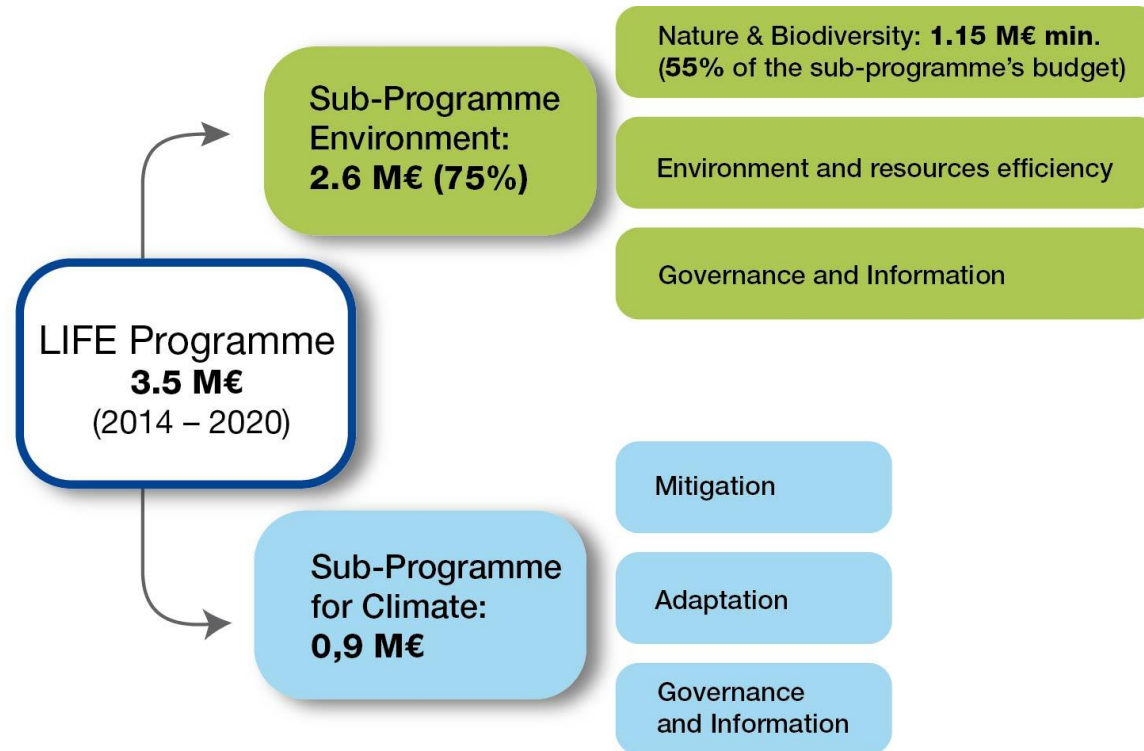 LIFE Programme
3.5 M€
(2014 – 2020)
Sub-Programme
Environment:
2.6 M€ (75%)
Nature & Biodiversity: 1.15 M€ min.
(55% of the sub-programme's budget)
Environment and resources efficiency
Governance and Information
Sub-Programme
for Climate:
0,9 M€
Mitigation
Adaptation
Governance
and Information